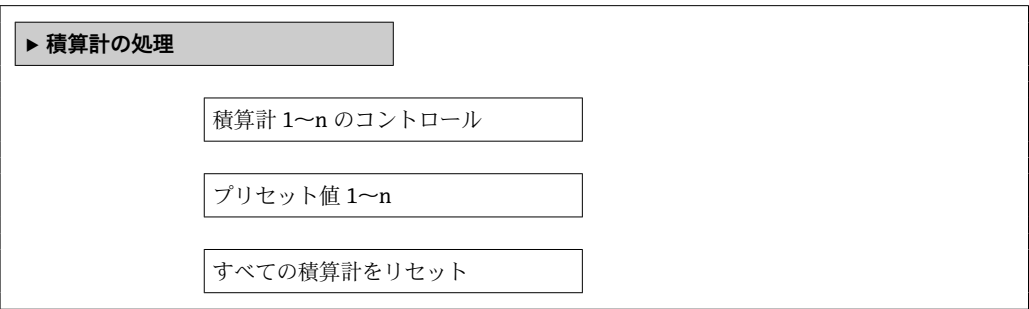 ▶ 積算計の処理
積算計 1〜n のコントロール
プリセット値 1〜n
すべての積算計をリセット